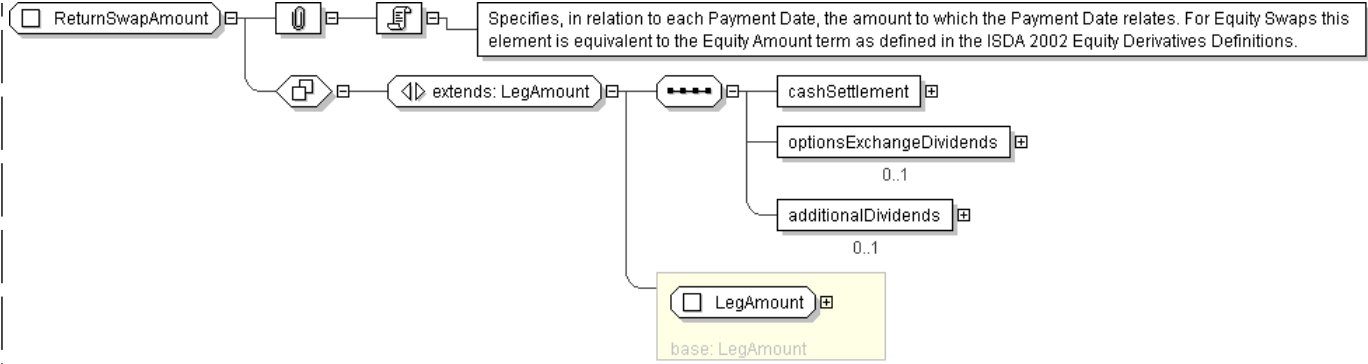 ReturnSwapAmount
Specifies, in relation to each Payment Date, the amount to which the Payment Date relates. For Equity Swaps this
element is equivalent to the Equity Amount term as defined in the ISDA 2002 Equity Derivatives Definitions.
extends: LegAmount
cashSettlement
optionsExchangeDividends
0..1
additionalDividends
0..1
LegAmount
base: LegAmount